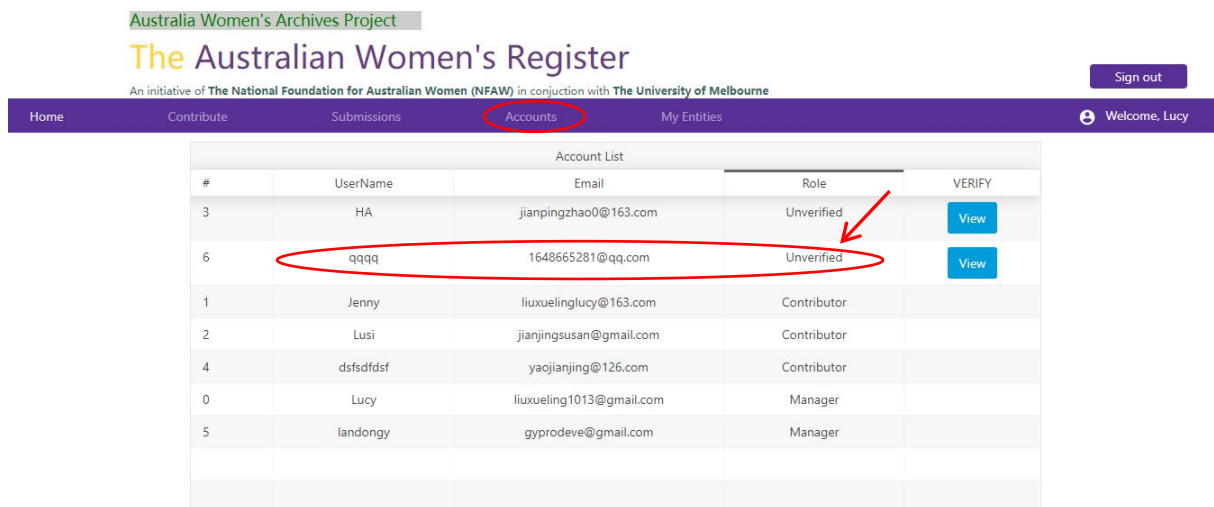 Australia Women's Archives Project
The Australian Women's Register
Sign out
An initiative of The National Foundation for Australian Women (NFAW) in conjuction with The University of Melbourne
Home Contribute Submissions Accounts My Entities Welcome, Lucy
Account List
# UserName Email Role VERIFY
3 HA jianpingzhao0@163.com Unverified View
6 qqqq 1648665281@qq.com Unverified View
1 Jenny liuxuelinglucy@163.com Contributor
2 Lusi jianjingsusan@gmail.com Contributor
4 dsfsdfdsf yaojianjing@126.com Contributor
0 Lucy liuxueling1013@gmail.com Manager
5 landongy gyprodeve@gmail.com Manager